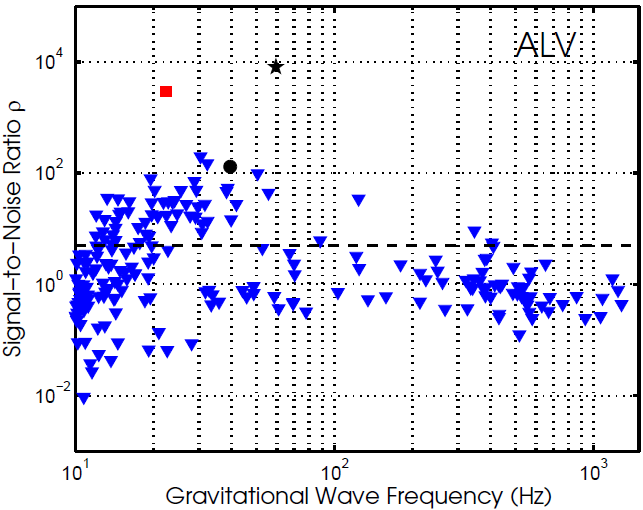 ALV
Signal-to-Noise Ratio ρ
10^4
10^2
10^0
10^-2
10^1
10^2
10^3
Gravitational Wave Frequency (Hz)